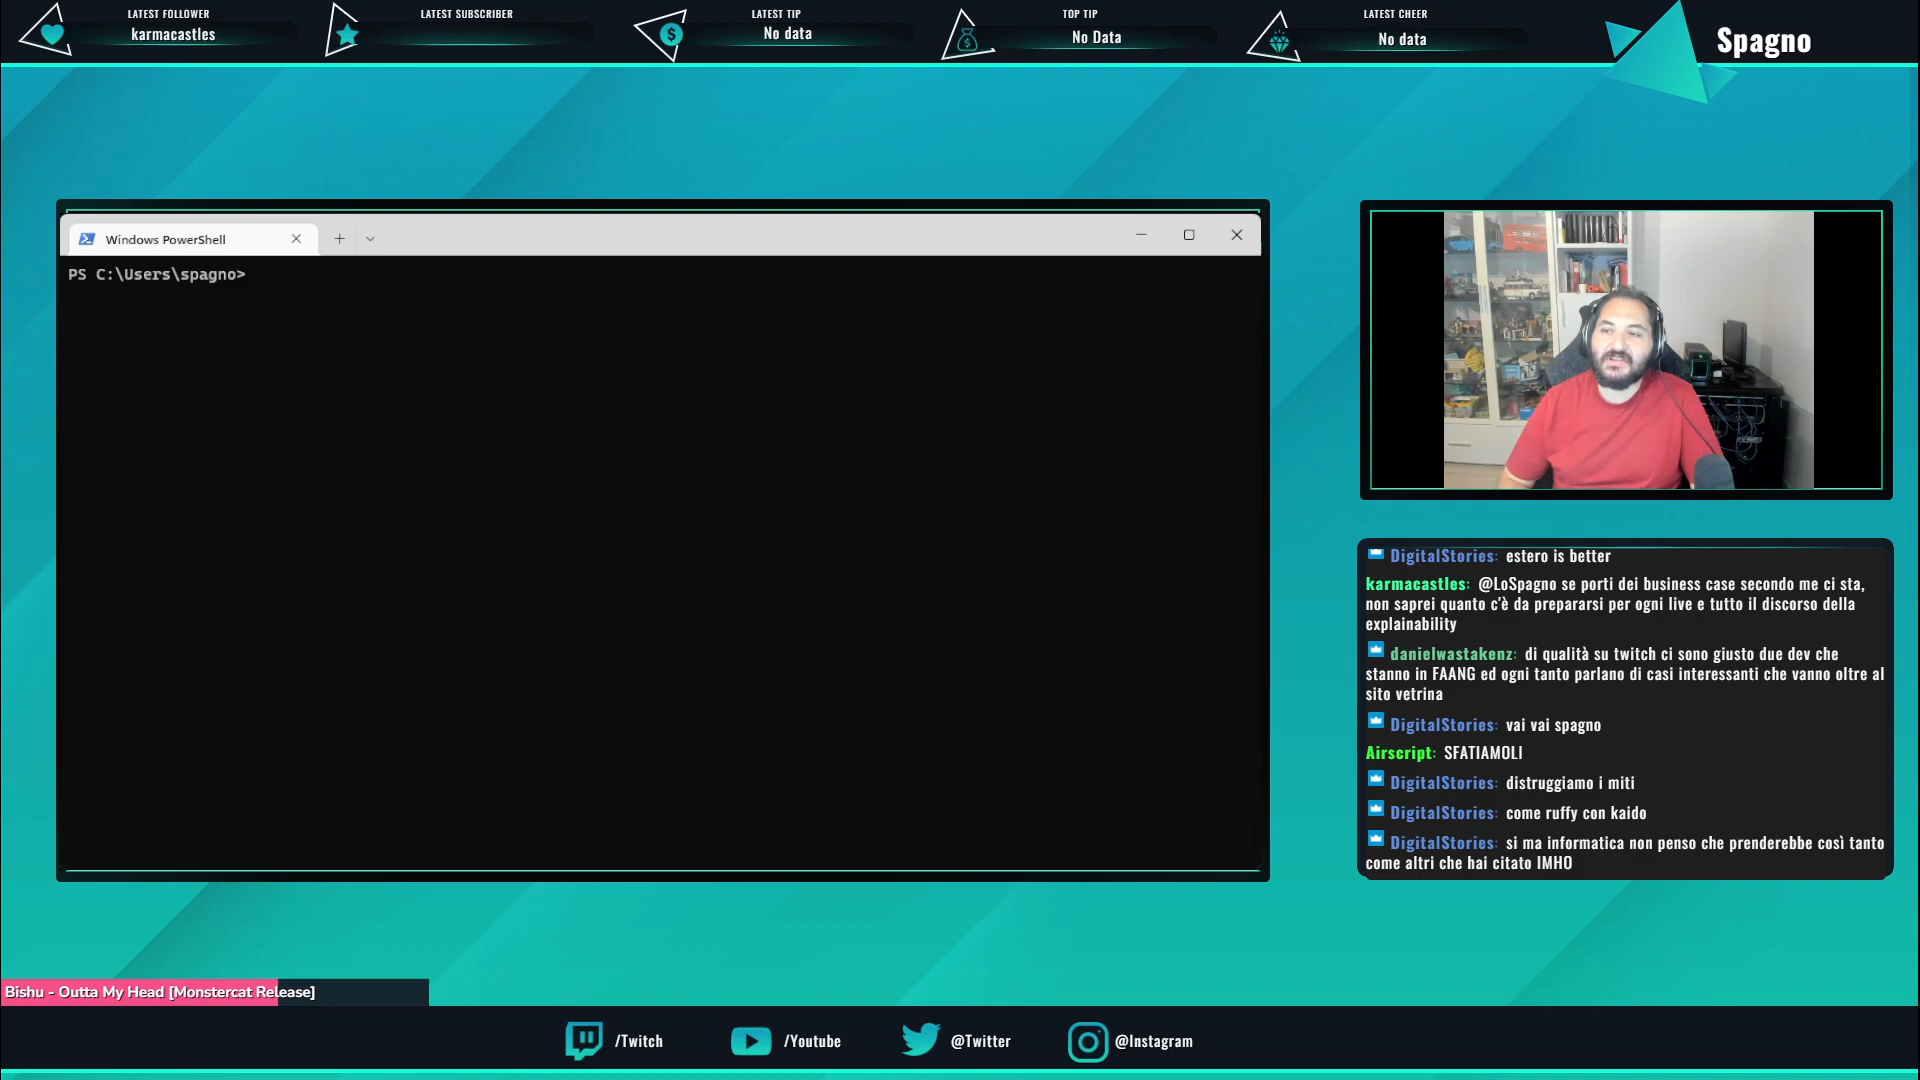 LATEST FOLLOWER
karmacastles
LATEST SUBSCRIBER
LATEST TIP
No data
TOP TIP
No Data
LATEST CHEER
No data
Spagno
Windows PowerShell
PS C:\Users\spagno>
DigitalStories: estero is better
karmacastles: @LoSpagno se porti dei business case secondo me ci sta,
non saprei quanto c'è da prepararsi per ogni live e tutto il discorso della
explainability
danielwastakenz: di qualità su twitch ci sono giusto due dev che
stanno in FAANG ed ogni tanto parlano di casi interessanti che vanno oltre al
sito vetrina
DigitalStories: vai vai spagno
Airscript: SFATIAMOLI
DigitalStories: distruggiamo i miti
DigitalStories: come ruffy con kaido
DigitalStories: si ma informatica non penso che prenderebbe così tanto
come altri che hai citato IMHO
Bishu - Outta My Head [Monstercat Release]
/Twitch
/Youtube
@Twitter
@Instagram